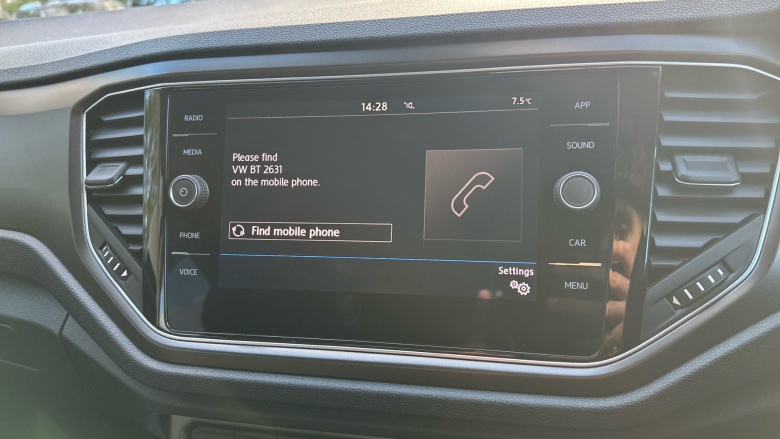 14:28
7.5°C
RADIO
MEDIA
PHONE
VOICE
Please find
VW BT 2631
on the mobile phone.
Find mobile phone
Settings
APP
SOUND
CAR
MENU